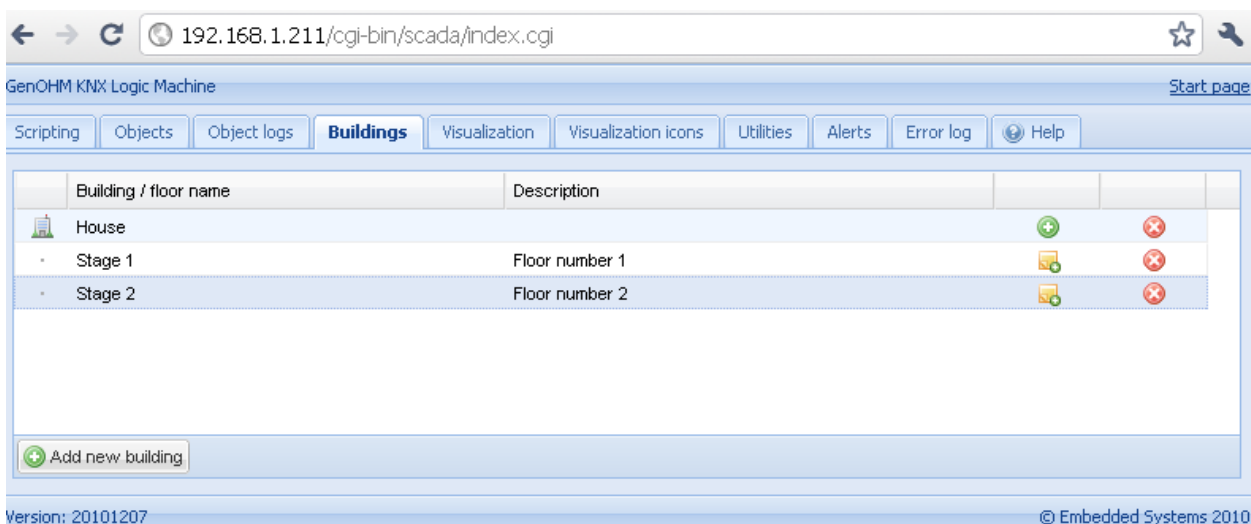 192.168.1.211/cgi-bin/scada/index.cgi
GenOHM KNX Logic Machine Start page
Scripting Objects Object logs Buildings Visualization Visualization icons Utilities Alerts Error log Help
Building / floor name Description
House
Stage 1 Floor number 1
Stage 2 Floor number 2
Add new building
Version: 20101207 © Embedded Systems 2010